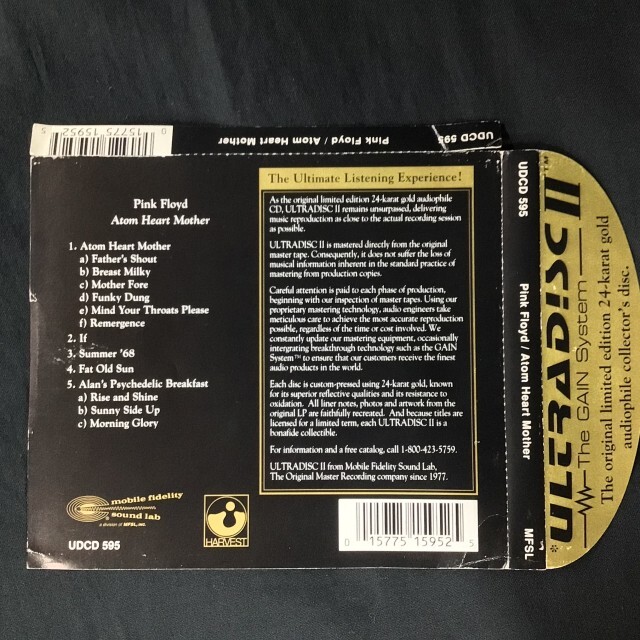 0 15775 15952 5
Pink Floyd / Atom Heart Mother
UDCD 595
Pink Floyd
Atom Heart Mother
1. Atom Heart Mother
a) Father's Shout
b) Breast Milky
c) Mother Fore
d) Funky Dung
e) Mind Your Throats Please
f) Remergence
2. If
3. Summer '68
4. Fat Old Sun
5. Alan's Psychedelic Breakfast
a) Rise and Shine
b) Sunny Side Up
c) Morning Glory
mobile fidelity
sound lab
a division of MFSL, INC.
HARVEST
UDCD 595
The Ultimate Listening Experience!
As the original limited edition 24-karat gold audiophile
CD, ULTRADISC II remains unsurpassed, delivering
music reproduction as close to the actual recording session
as possible.
ULTRADISC II is mastered directly from the original
master tape. Consequently, it does not suffer the loss of
musical information inherent in the standard practice of
mastering from production copies.
Careful attention is paid to each phase of production,
beginning with our inspection of master tapes. Using our
proprietary mastering technology, audio engineers take
meticulous care to achieve the most accurate reproduction
possible, regardless of the time or cost involved. We
constantly update our mastering equipment, occasionally
intergrating breakthrough technology such as the GAIN
System™ to ensure that our customers receive the finest
audio products in the world.
Each disc is custom-pressed using 24-karat gold, known
for its superior reflective qualities and its resistance to
oxidation. All liner notes, photos and artwork from the
original LP are faithfully recreated. And because titles are
licensed for a limited term, each ULTRADISC II is a
bonafide collectible.
For information and a free catalog, call 1-800-423-5759.
ULTRADISC II from Mobile Fidelity Sound Lab,
The Original Master Recording company since 1977.
0 15775 15952 5
UDCD 595
Pink Floyd / Atom Heart Mother
MFSL
ULTRADISC II™
The GAIN System™
The original limited edition 24-karat gold
audiophile collector's disc.